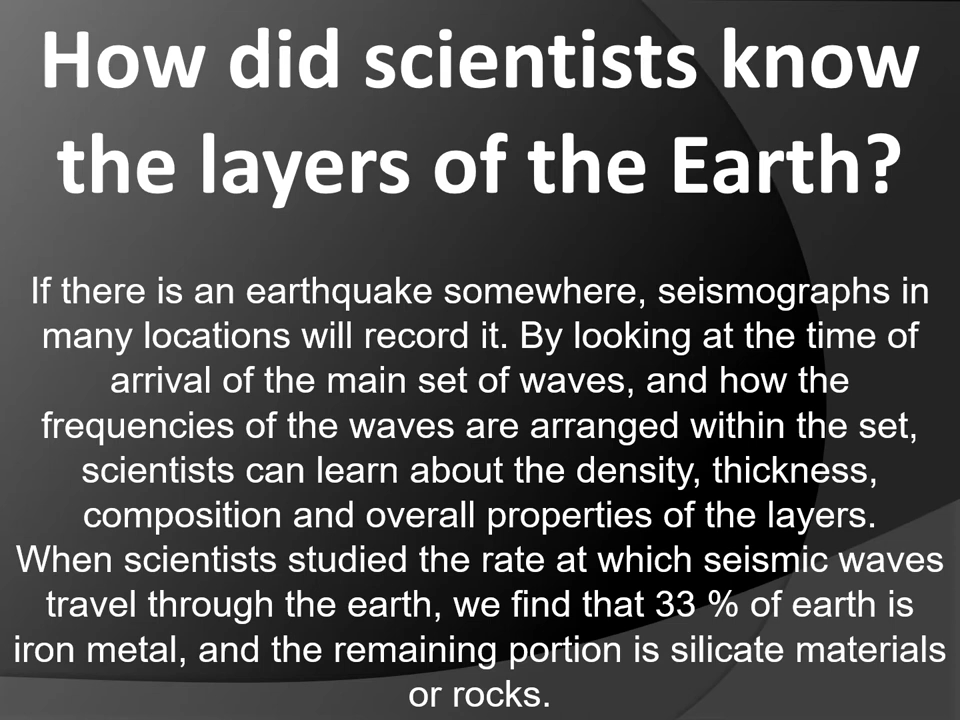 How did scientists know
the layers of the Earth?
If there is an earthquake somewhere, seismographs in
many locations will record it. By looking at the time of
arrival of the main set of waves, and how the
frequencies of the waves are arranged within the set,
scientists can learn about the density, thickness,
composition and overall properties of the layers.
When scientists studied the rate at which seismic waves
travel through the earth, we find that 33 % of earth is
iron metal, and the remaining portion is silicate materials
or rocks.